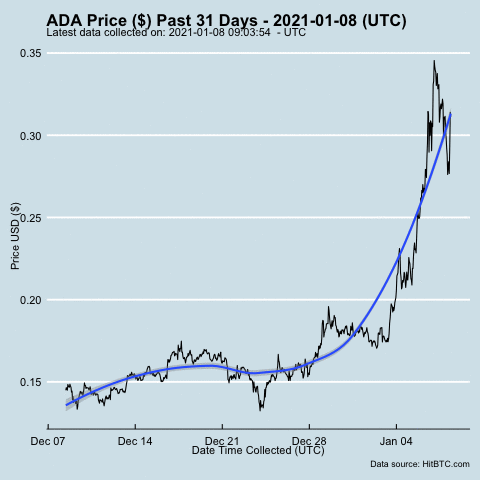 ADA Price ($) Past 31 Days - 2021-01-08 (UTC)
Latest data collected on: 2021-01-08 09:03:54 - UTC
0.35
0.30
0.25
0.20
0.15
Price USD ($)
Dec 07 Dec 14 Dec 21 Dec 28 Jan 04
Date Time Collected (UTC)
Data source: HitBTC.com